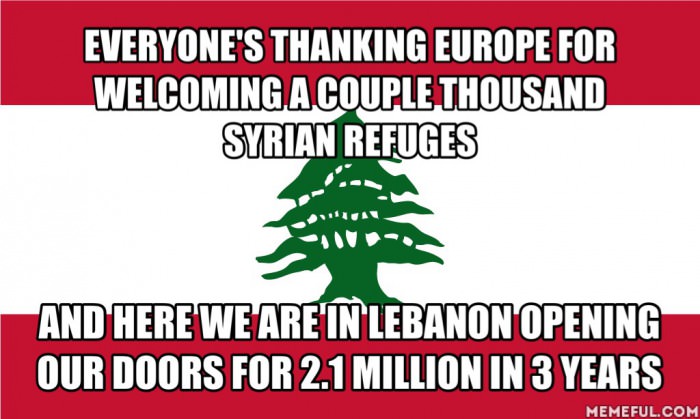 EVERYONE'S THANKING EUROPE FOR
WELCOMING A COUPLE THOUSAND
SYRIAN REFUGES
AND HERE WE ARE IN LEBANON OPENING
OUR DOORS FOR 2.1 MILLION IN 3 YEARS
MEMEFUL.COM